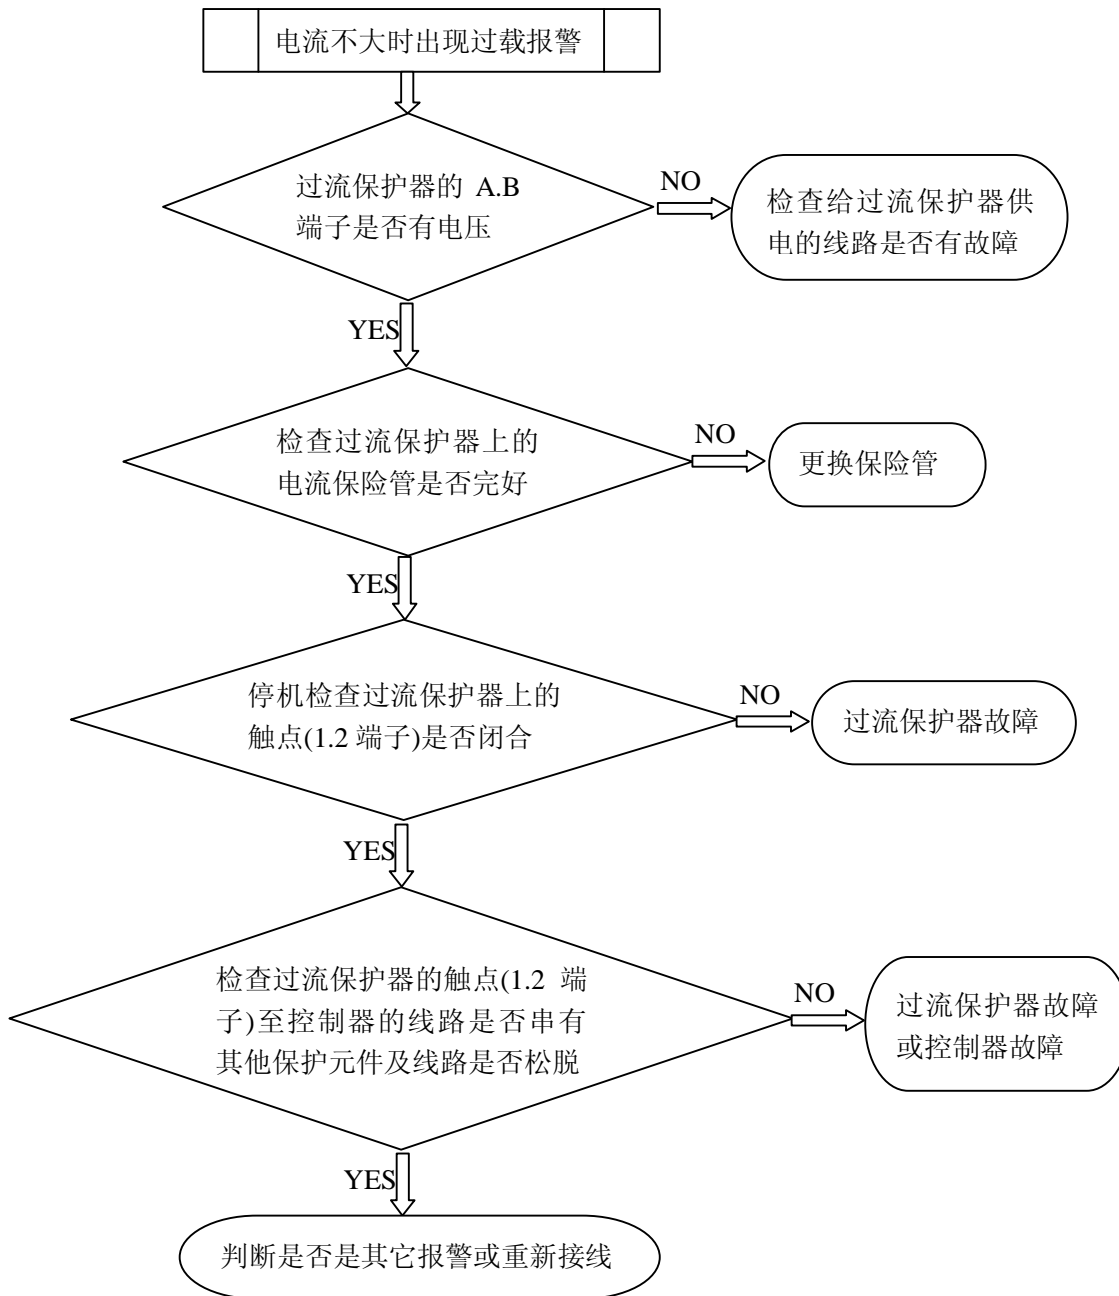 电流不大时出现过载报警
过流保护器的 A.B
端子是否有电压
NO
检查给过流保护器供
电的线路是否有故障
YES
检查过流保护器上的
电流保险管是否完好
NO
更换保险管
YES
停机检查过流保护器上的
触点(1.2 端子)是否闭合
NO
过流保护器故障
YES
检查过流保护器的触点(1.2 端
子)至控制器的线路是否串有
其他保护元件及线路是否松脱
NO
过流保护器故障
或控制器故障
YES
判断是否是其它报警或重新接线